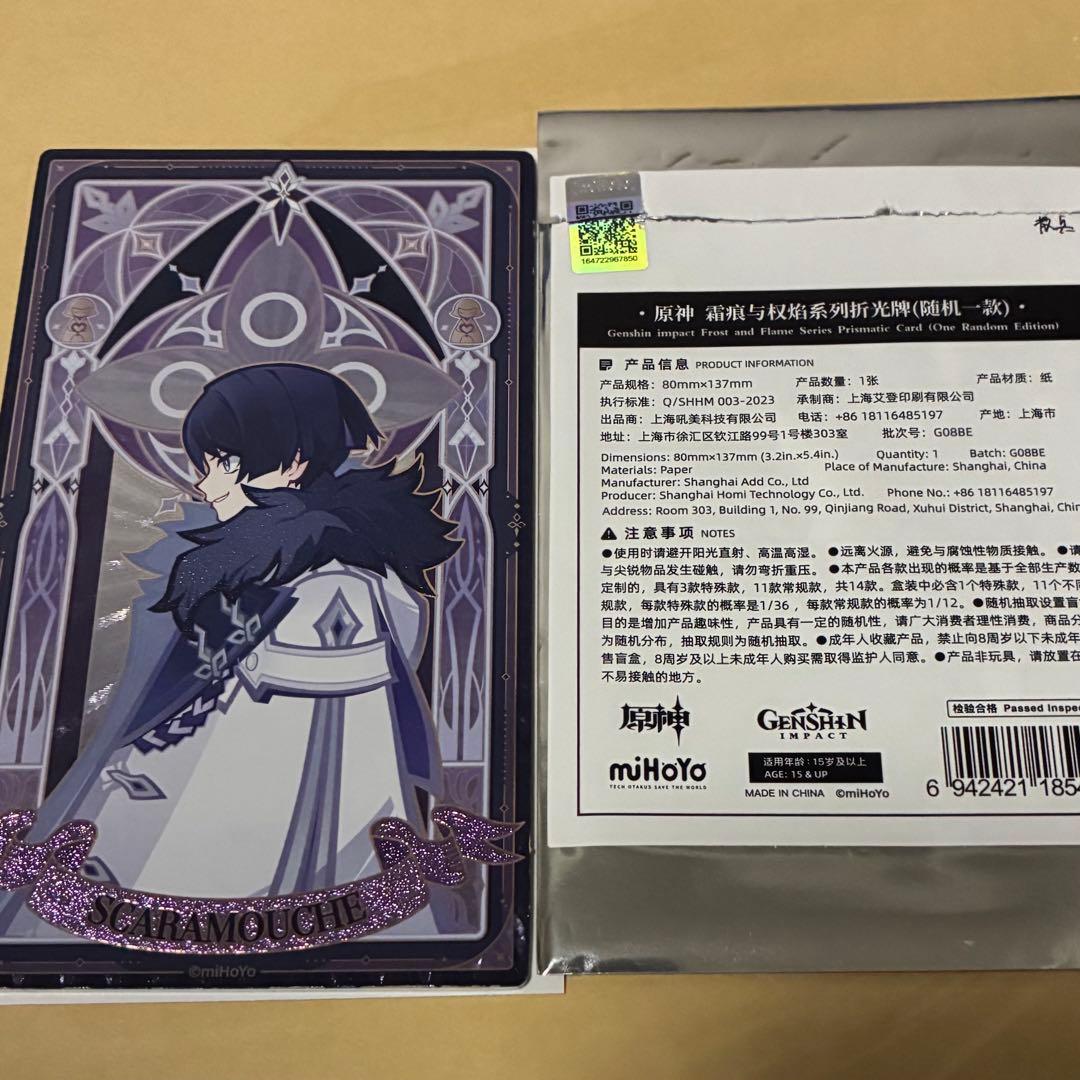 SCARAMOUCHE
©miHoYo
164722967850
散兵
· 原神 霜痕与权焰系列折光牌(随机一款) ·
Genshin impact Frost and Flame Series Prismatic Card (One Random Edition)
产品信息 PRODUCT INFORMATION
产品规格：80mm×137mm 产品数量：1张 产品材质：纸
执行标准：Q/SHHM 003-2023 承制商：上海艾登印刷有限公司
出品商：上海吼美科技有限公司 电话：+86 18116485197 产地：上海市
地址：上海市徐汇区钦江路99号1号楼303室 批次号：G08BE
Dimensions: 80mm×137mm (3.2in.×5.4in.) Quantity: 1 Batch: G08BE
Materials: Paper Place of Manufacture: Shanghai, China
Manufacturer: Shanghai Add Co., Ltd
Producer: Shanghai Homi Technology Co., Ltd. Phone No.: +86 18116485197
Address: Room 303, Building 1, No. 99, Qinjiang Road, Xuhui District, Shanghai, Chin
注意事项 NOTES
●使用时请避开阳光直射、高温高湿。 ●远离火源，避免与腐蚀性物质接触。 ●请
与尖锐物品发生碰触，请勿弯折重压。 ●本产品各款出现的概率是基于全部生产数
定制的，具有3款特殊款，11款常规款，共14款。盒装中必含1个特殊款，11个不同
规款，每款特殊款的概率是1/36 ，每款常规款的概率为1/12。●随机抽取设置盲
目的是增加产品趣味性，产品具有一定的随机性，请广大消费者理性消费，商品分
为随机分布，抽取规则为随机抽取。●成年人收藏产品，禁止向8周岁以下未成年
售盲盒，8周岁及以上未成年人购买需取得监护人同意。●产品非玩具，请放置在
不易接触的地方。
原神 GENSHIN IMPACT
检验合格 Passed Inspe
miHoYo
TECH OTAKUS SAVE THE WORLD
适用年龄：15岁及以上
AGE: 15 & UP
MADE IN CHINA ©miHoYo
6 942421 185